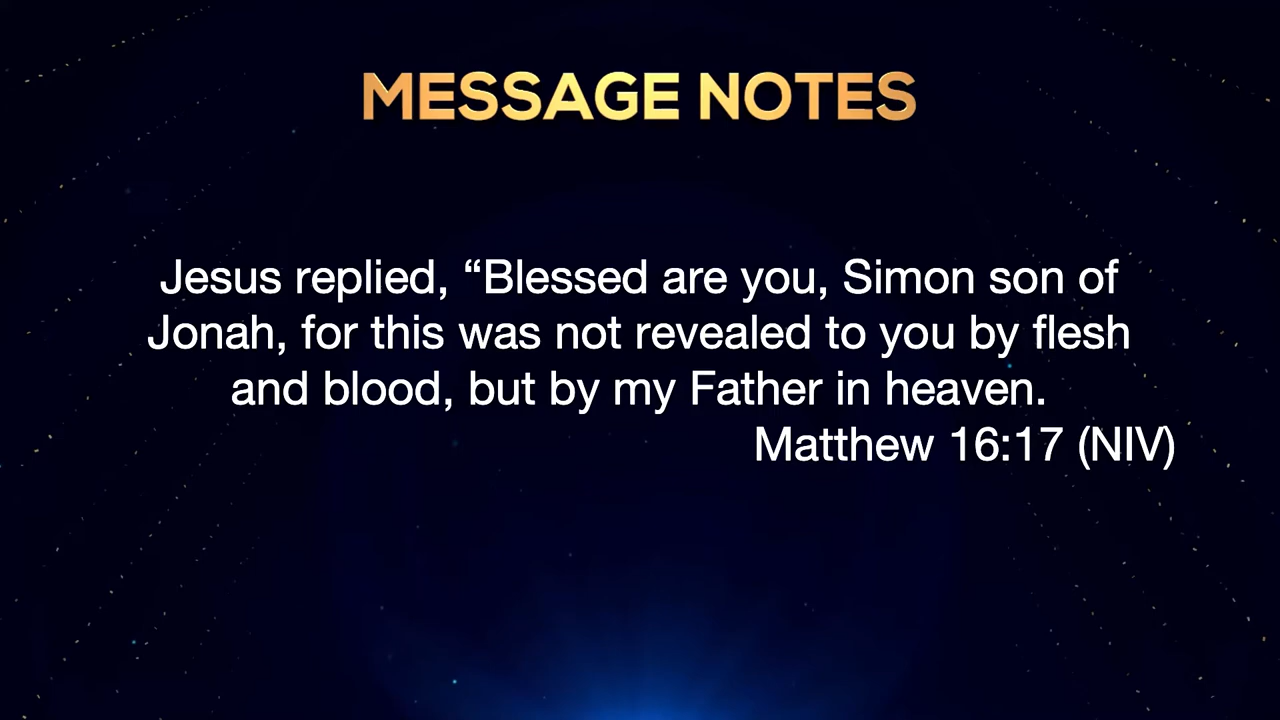 MESSAGE NOTES
Jesus replied, “Blessed are you, Simon son of
Jonah, for this was not revealed to you by flesh
and blood, but by my Father in heaven.
Matthew 16:17 (NIV)